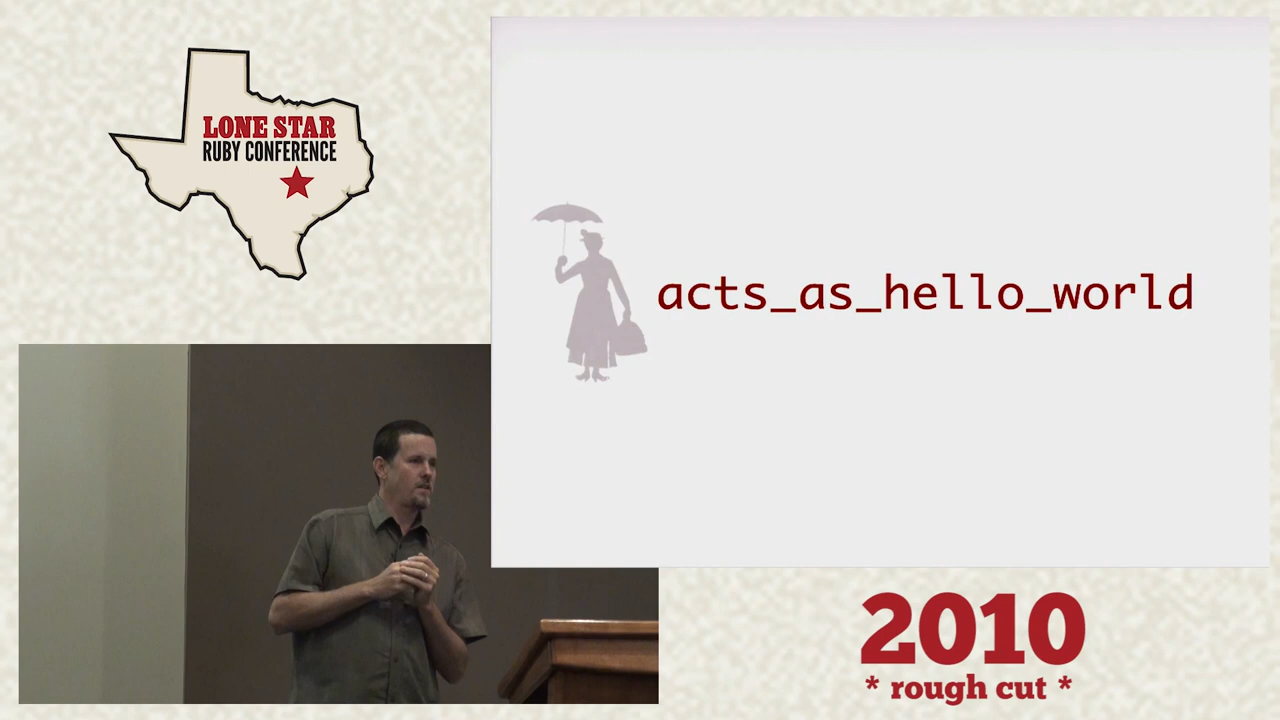 LONE STAR
RUBY CONFERENCE
acts_as_hello_world
2010
* rough cut *